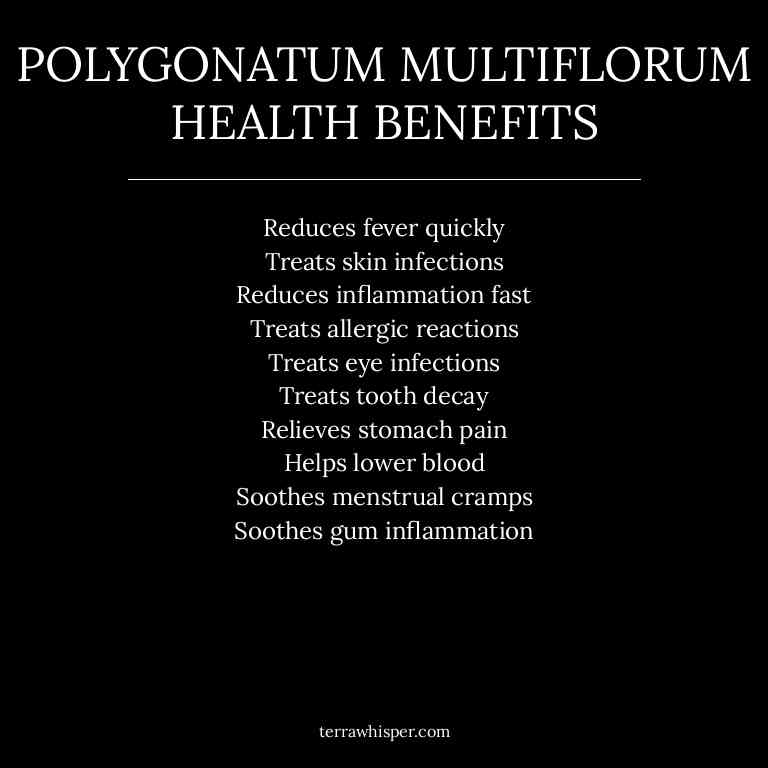 POLYGONATUM MULTIFLORUM
HEALTH BENEFITS
Reduces fever quickly
Treats skin infections
Reduces inflammation fast
Treats allergic reactions
Treats eye infections
Treats tooth decay
Relieves stomach pain
Helps lower blood
Soothes menstrual cramps
Soothes gum inflammation
terrawhisper.com